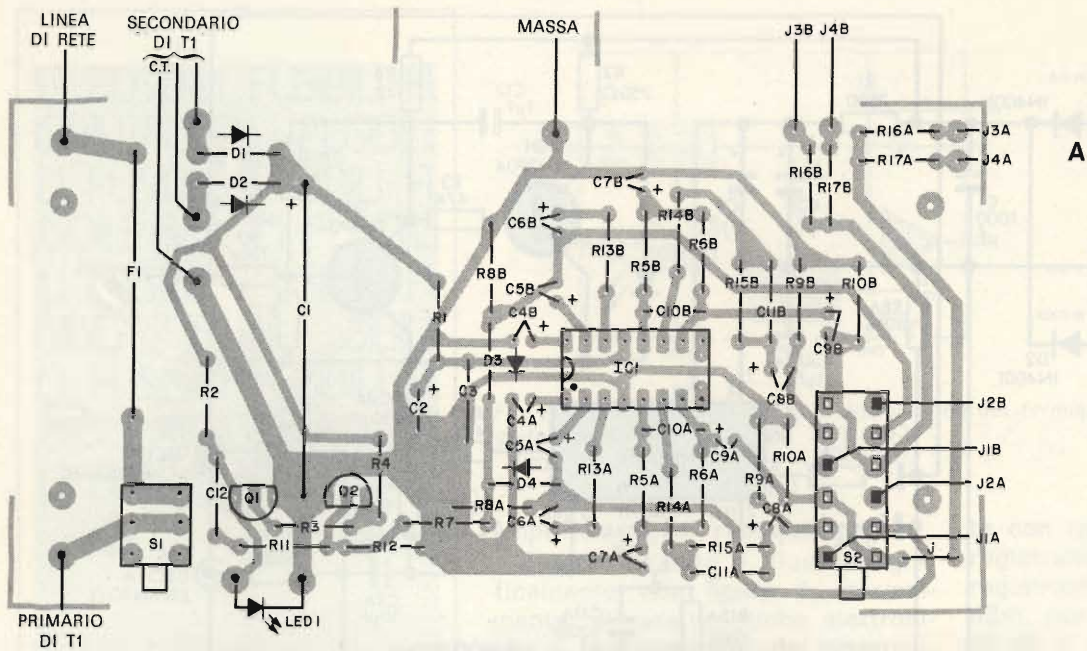 LINEA
DI RETE
SECONDARIO
DI T1
C.T.
MASSA
J3B J4B
R16A J3A
R17A J4A
A
D1
D2
+
R16B
R17B
C7B
+
R14B
C6B
+
R13B
R5B
R6B
R8B
F1
C1
R1
C5B
+
C4B
+
C10B
R15B
C11B
R9B
R10B
+
C9B
D3
IC1
R2
C2
+
C3
C4A
C8B
+
J2B
C5A
+
C10A
+
C9A
J1B
R4
D4
R13A
R5A
R6A
R9A
R10A
J2A
C12
Q1
Q2
R8A
R14A
C8A
+
R3
R7
C6A
+
J1A
S1
R11
R12
C7A
+
R15A
C11A
S2
j
LED1
PRIMARIO
DI T1